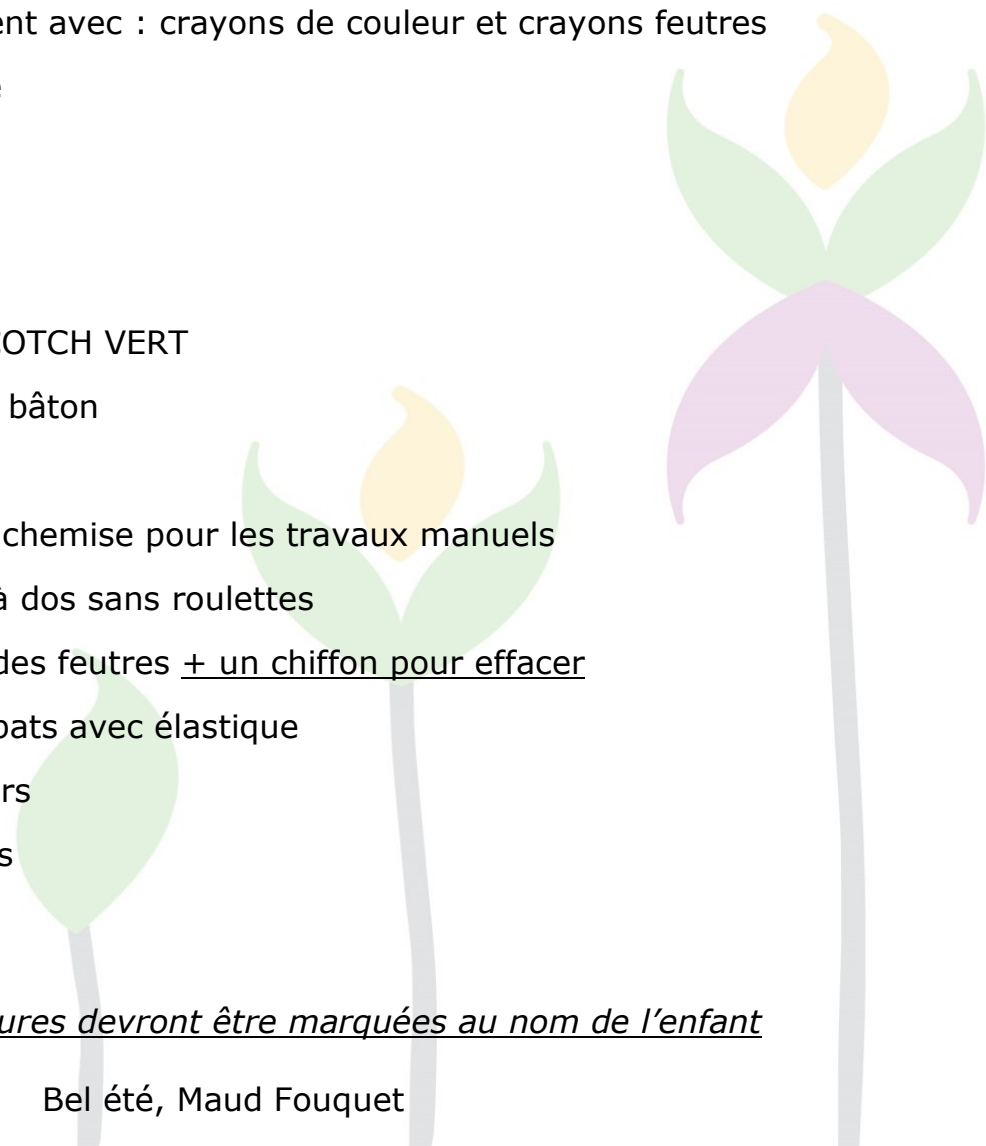 ent avec : crayons de couleur et crayons feutres
e
COTCH VERT
bâton
chemise pour les travaux manuels
à dos sans roulettes
des feutres + un chiffon pour effacer
bats avec élastique
rs
s
ures devront être marquées au nom de l'enfant
Bel été, Maud Fouquet